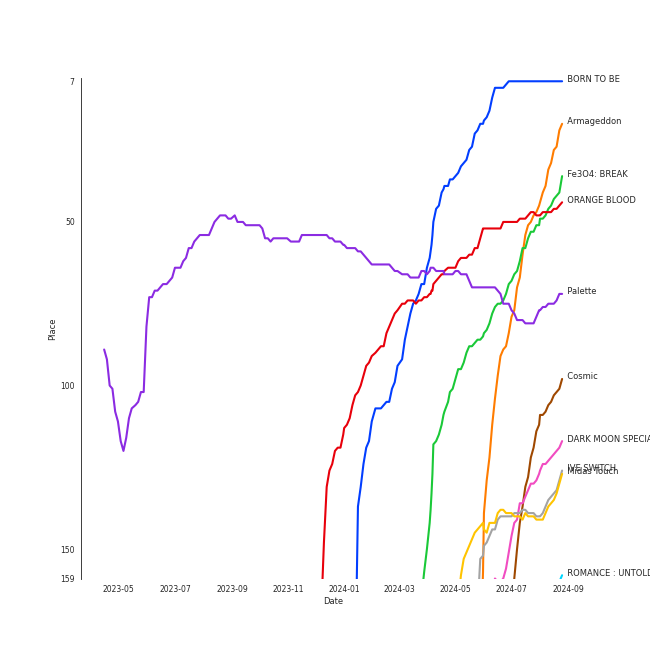 7
BORN TO BE
Armageddon
Fe3O4: BREAK
ORANGE BLOOD
50
Palette
Place
Cosmic
100
DARK MOON SPECIA
IVE SWITCH
Midas Touch
150
ROMANCE : UNTOLD
159
2023-05 2023-07 2023-09 2023-11 2024-01 2024-03 2024-05 2024-07 2024-09
Date